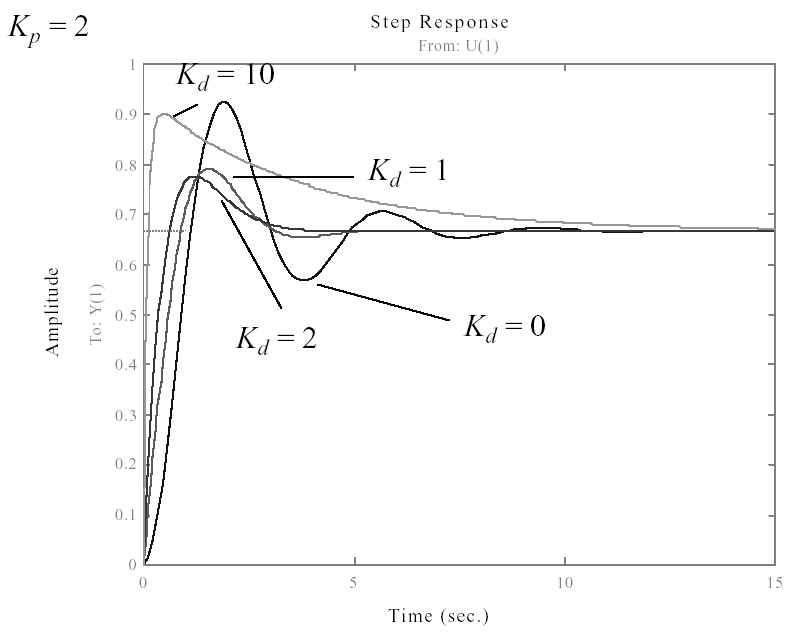 K_p = 2
Step Response
From: U(1)
K_d = 10
K_d = 1
K_d = 2
K_d = 0
Amplitude
To: Y(1)
1
0.9
0.8
0.7
0.6
0.5
0.4
0.3
0.2
0.1
0
0 5 10 15
Time (sec.)